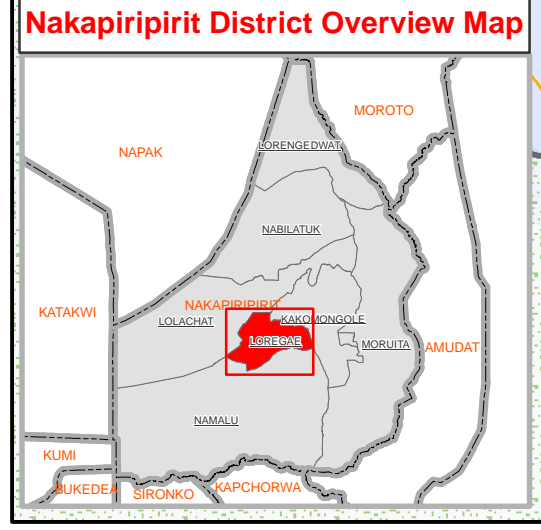 Nakapiripirit District Overview Map
MOROTO
LORENGEDWAT
NAPAK
NABILATUK
NAKAPIRIPIRIT
KATAKWI
LOLACHAT
KAKOMONGOLE
LOREGAE
MORUITA
AMUDAT
NAMALU
KUMI
BUKEDEA
SIRONKO
KAPCHORWA